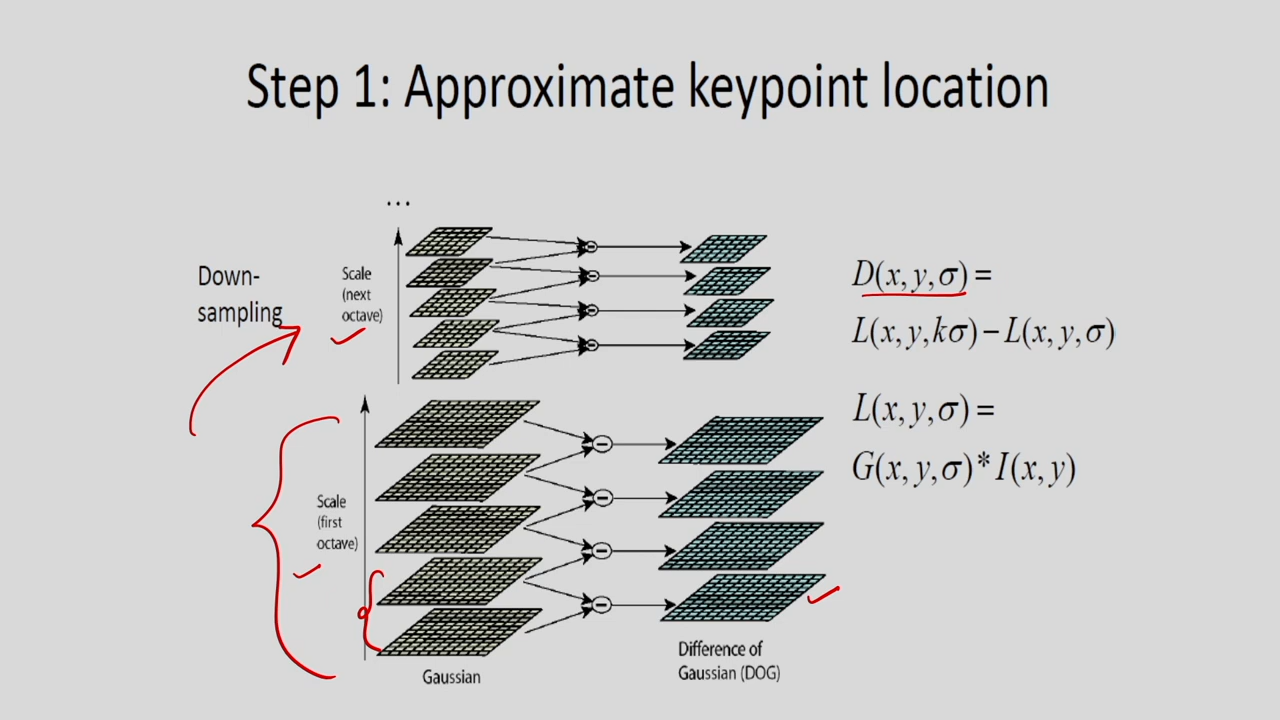 Step 1: Approximate keypoint location
...
Down-
sampling
Scale
(next
octave)
D(x, y, σ) =
L(x, y, kσ) − L(x, y, σ)
L(x, y, σ) =
G(x, y, σ) * I(x, y)
Scale
(first
octave)
Gaussian
Difference of
Gaussian (DOG)